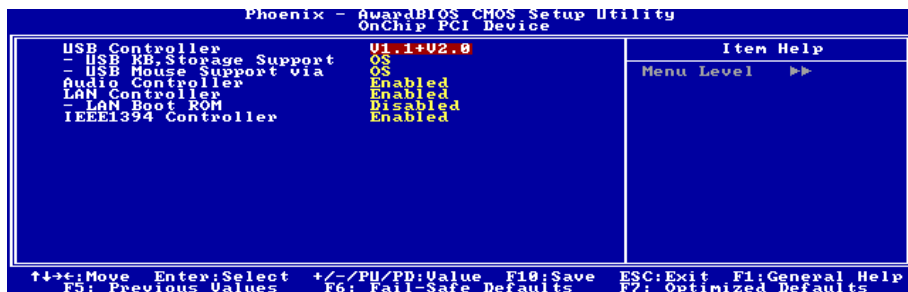 Phoenix - AwardBIOS CMOS Setup Utility
OnChip PCI Device
USB Controller V1.1+V2.0
- USB KB,Storage Support OS
- USB Mouse Support via OS
Audio Controller Enabled
LAN Controller Enabled
- LAN Boot ROM Disabled
IEEE1394 Controller Enabled
Item Help
Menu Level ▶▶
↑↓→←:Move Enter:Select +/-/PU/PD:Value F10:Save ESC:Exit F1:General Help
F5: Previous Values F6: Fail-Safe Defaults F7: Optimized Defaults